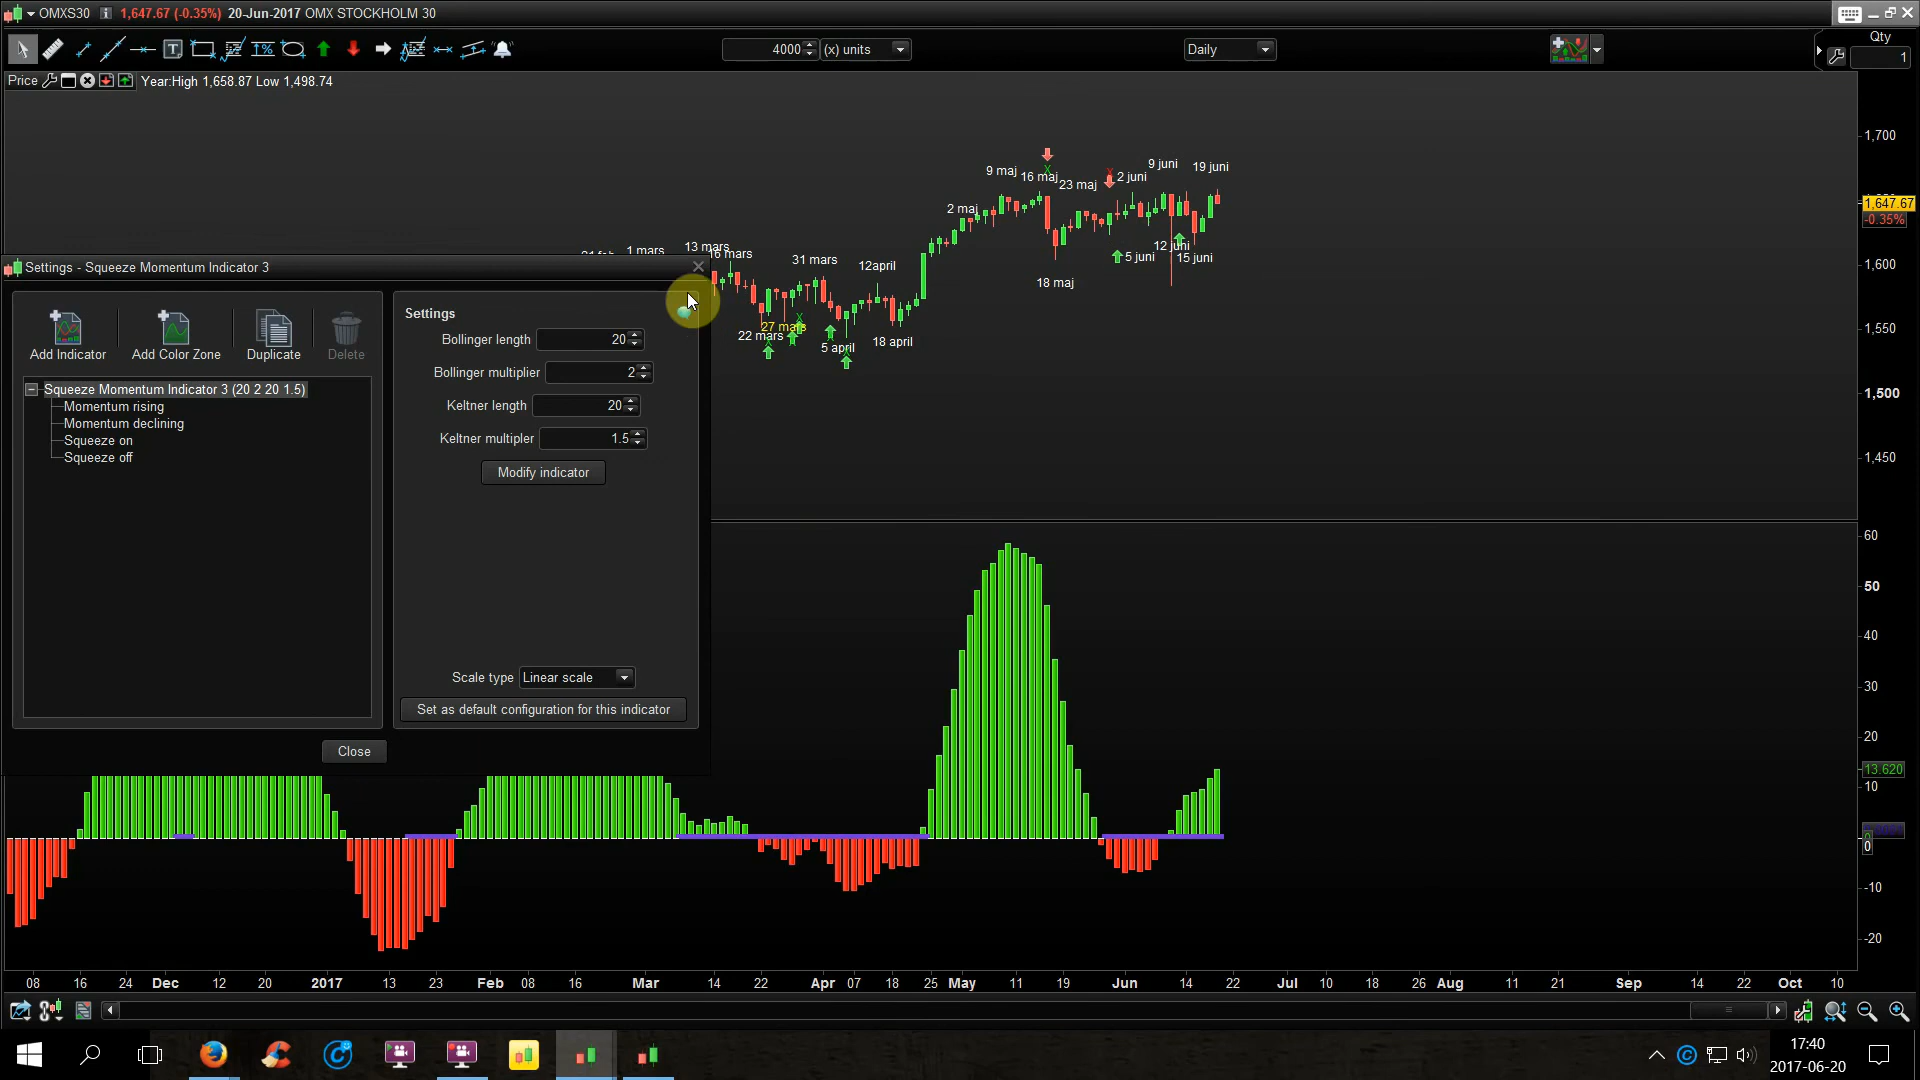 OMXS30 1,647.67 (-0.35%) 20-Jun-2017 OMX STOCKHOLM 30
4000 (x) units Daily Qty
1
Price Year:High 1,658.87 Low 1,498.74
1,700
1,647.67
-0.35%
1,600
1,550
1,500
1,450
1 mars
13 mars
16 mars
22 mars
27 mars
31 mars
5 april
12april
18 april
2 maj
9 maj
16 maj
18 maj
23 maj
2 juni
5 juni
9 juni
12 juni
15 juni
19 juni
Settings - Squeeze Momentum Indicator 3
Add Indicator Add Color Zone Duplicate Delete
Squeeze Momentum Indicator 3 (20 2 20 1.5)
Momentum rising
Momentum declining
Squeeze on
Squeeze off
Settings
Bollinger length 20
Bollinger multiplier 2
Keltner length 20
Keltner multipler 1.5
Modify indicator
Scale type Linear scale
Set as default configuration for this indicator
Close
60
50
40
30
20
13.620
10
0
0
-10
-20
08 16 24 Dec 12 20 2017 13 23 Feb 08 16 Mar 14 22 Apr 07 18 25 May 11 19 Jun 14 22 Jul 10 18 26 Aug 11 21 Sep 14 22 Oct 10
17:40
2017-06-20